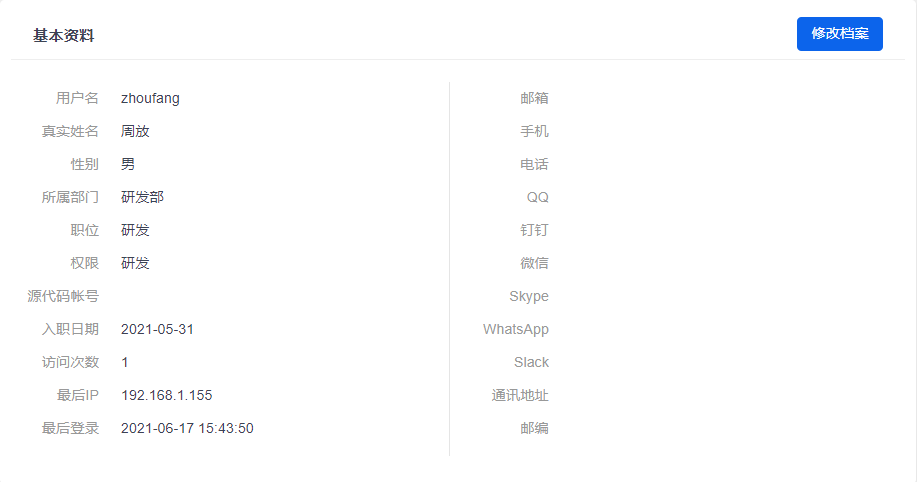 基本资料
修改档案
用户名 zhoufang
真实姓名 周放
性别 男
所属部门 研发部
职位 研发
权限 研发
源代码帐号
入职日期 2021-05-31
访问次数 1
最后IP 192.168.1.155
最后登录 2021-06-17 15:43:50
邮箱
手机
电话
QQ
钉钉
微信
Skype
WhatsApp
Slack
通讯地址
邮编